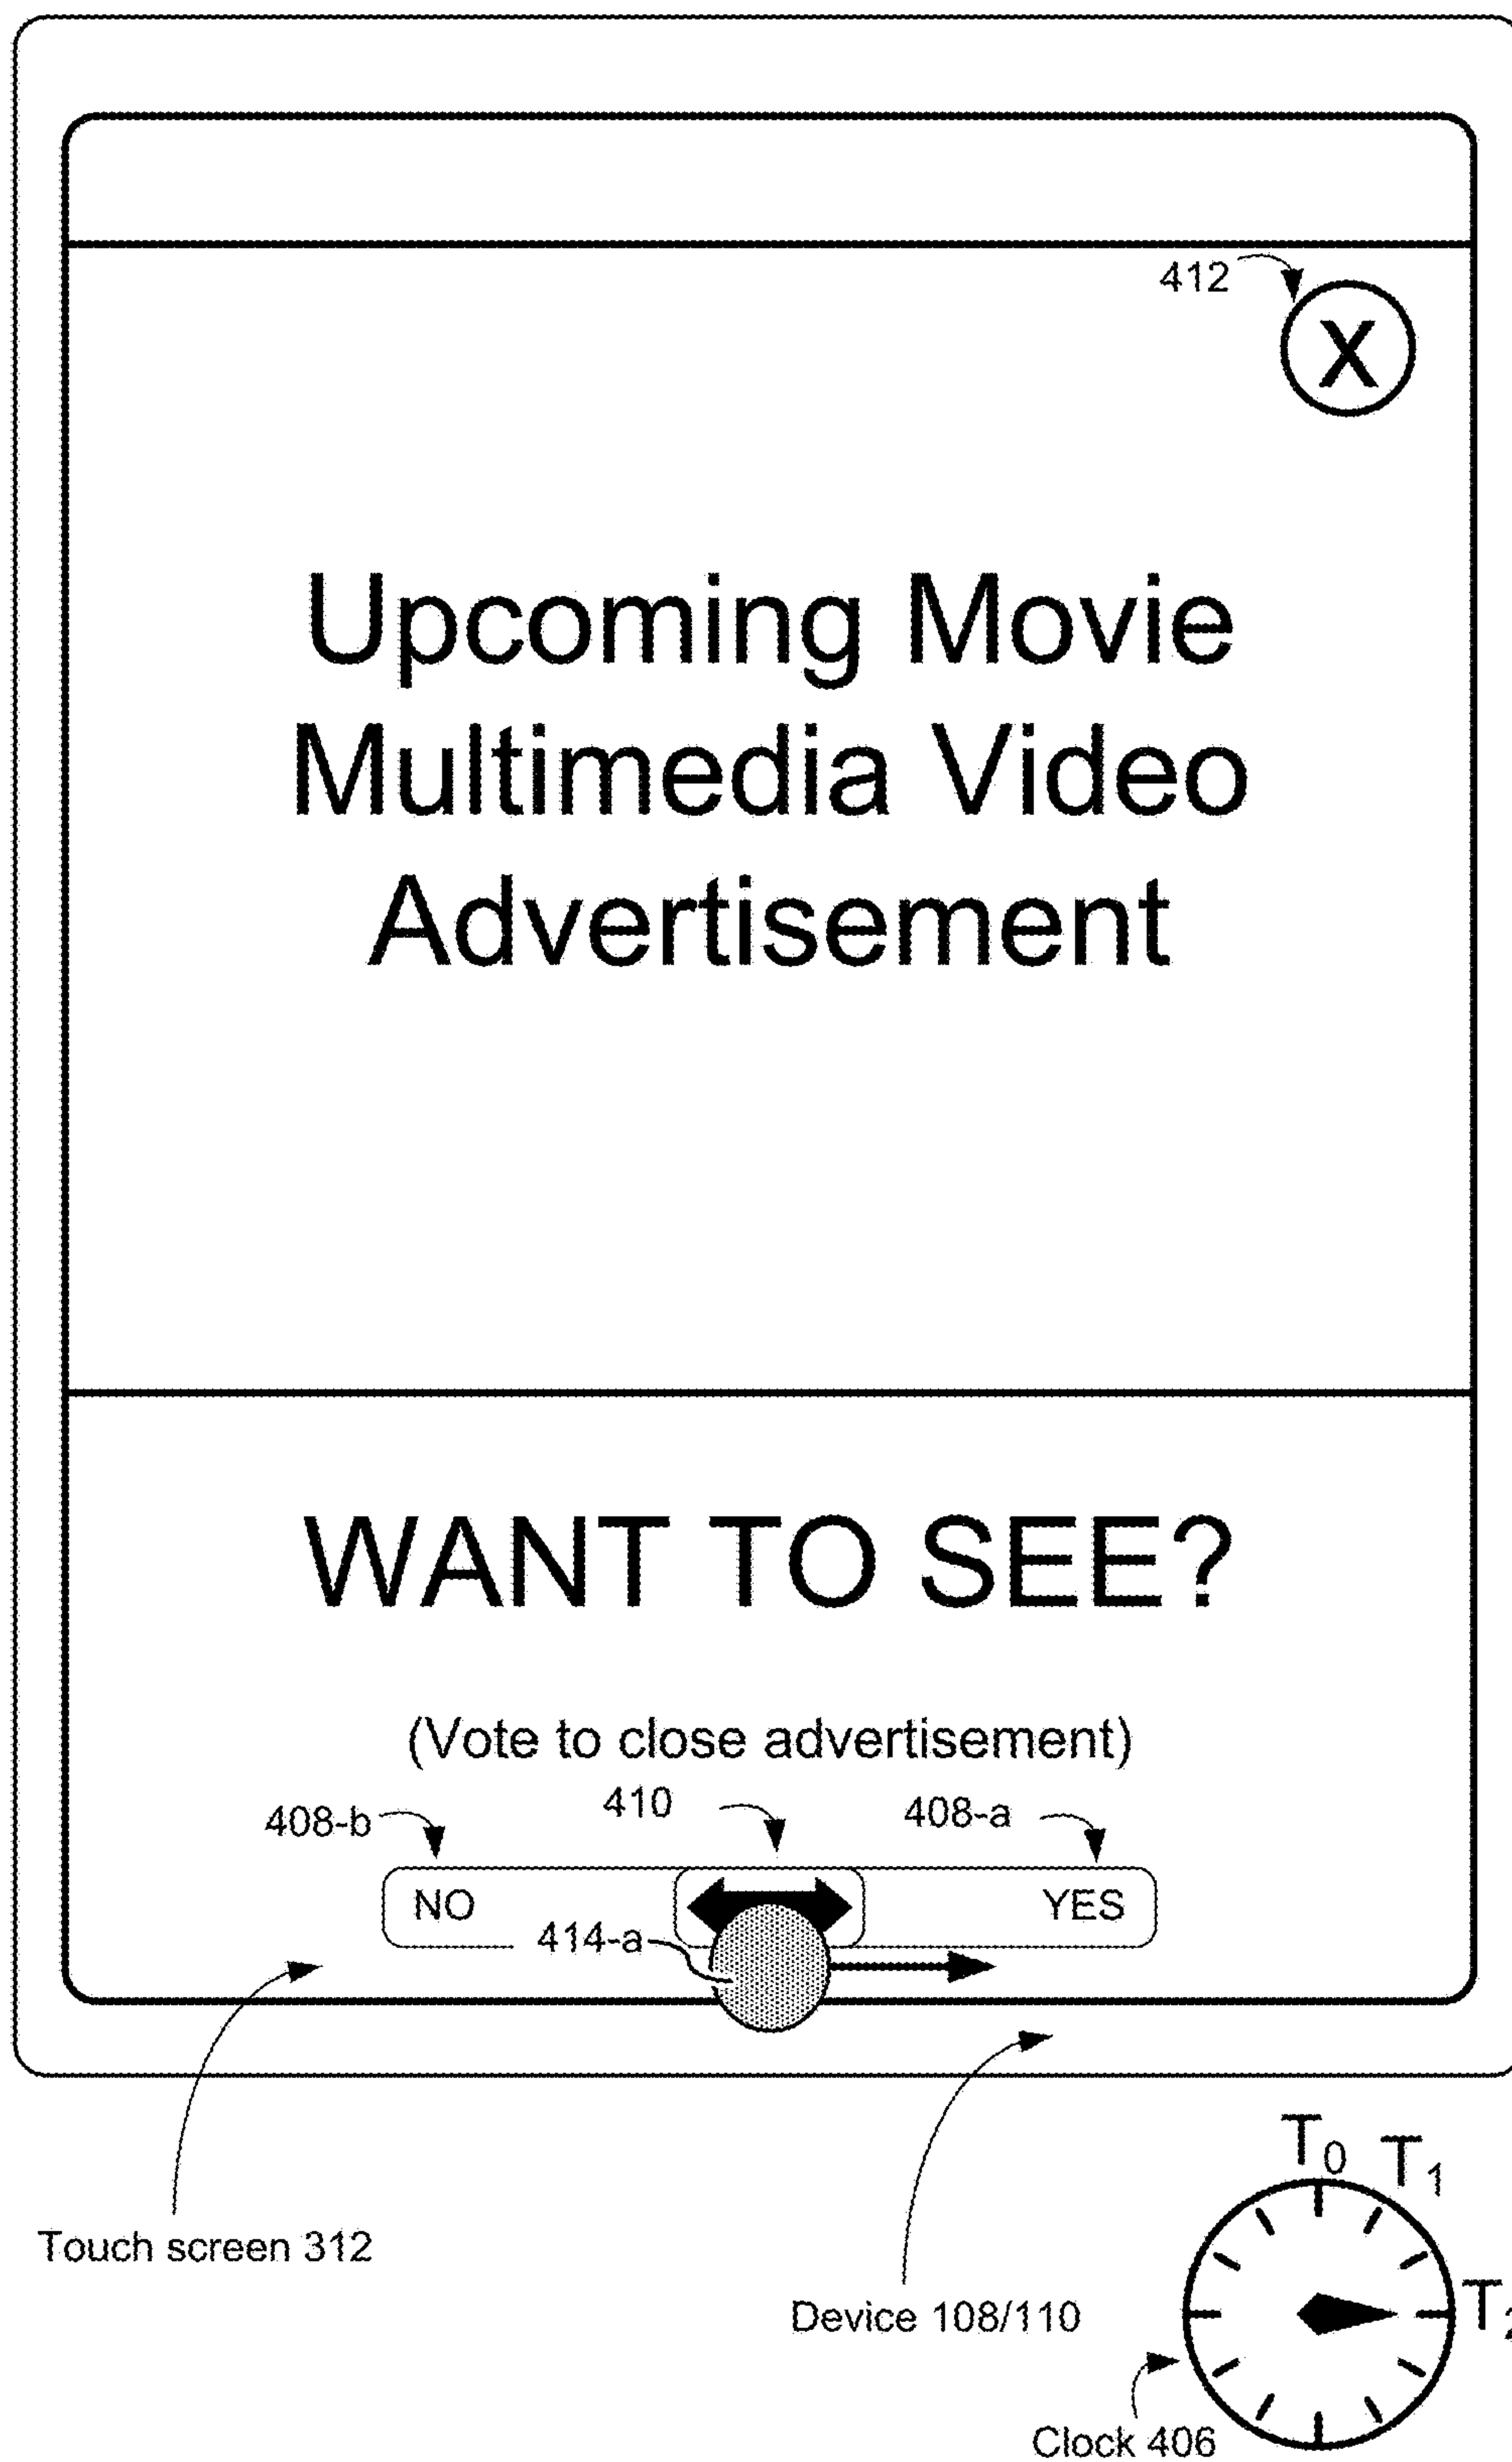 412
X
Upcoming Movie
Multimedia Video
Advertisement
WANT TO SEE?
(Vote to close advertisement)
408-b
410
408-a
NO
YES
414-a
T0
T1
Touch screen 312
T2
Device 108/110
Clock 406